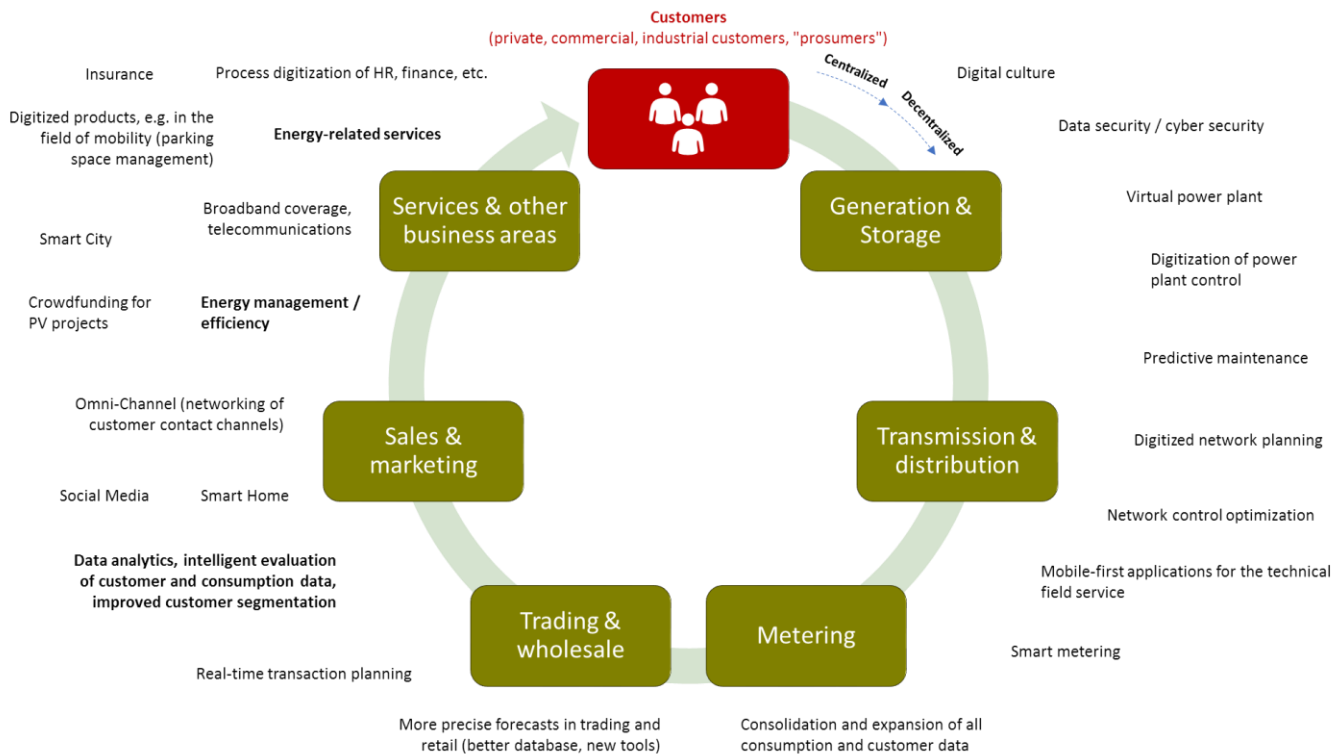 Customers
(private, commercial, industrial customers, "prosumers")
Insurance
Process digitization of HR, finance, etc.
Centralized
Decentralized
Digital culture
Digitized products, e.g. in the
field of mobility (parking
space management)
Energy-related services
Data security / cyber security
Services & other
business areas
Generation &
Storage
Broadband coverage,
telecommunications
Virtual power plant
Smart City
Digitization of power
plant control
Crowdfunding for
PV projects
Energy management /
efficiency
Predictive maintenance
Omni-Channel (networking of
customer contact channels)
Sales &
marketing
Transmission &
distribution
Digitized network planning
Social Media
Smart Home
Network control optimization
Data analytics, intelligent evaluation
of customer and consumption data,
improved customer segmentation
Mobile-first applications for the technical
field service
Trading &
wholesale
Metering
Smart metering
Real-time transaction planning
More precise forecasts in trading and
retail (better database, new tools)
Consolidation and expansion of all
consumption and customer data